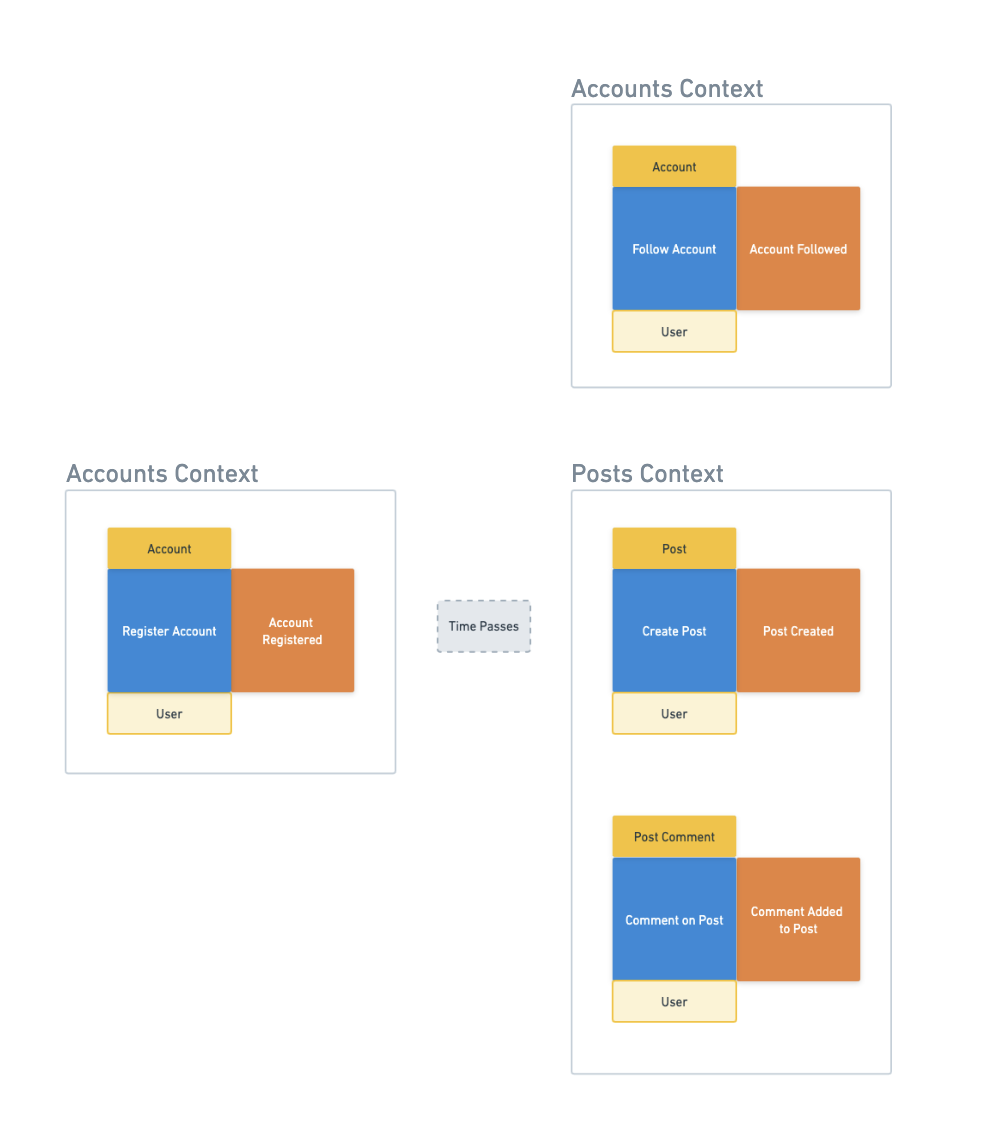 Accounts Context
Account
Follow Account
Account Followed
User
Accounts Context
Account
Register Account
Account
Registered
User
Time Passes
Posts Context
Post
Create Post
Post Created
User
Post Comment
Comment on Post
Comment Added
to Post
User